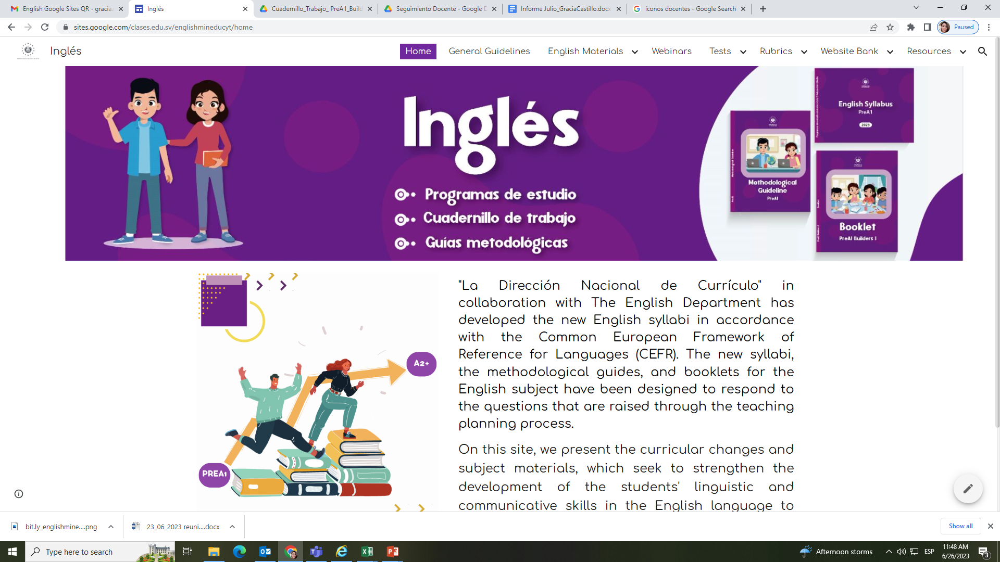 English Google Sites QR - gracia.
Inglés
Cuadernillo_Trabajo_ PreA1_Build
Seguimiento Docente - Google D
Informe Julio_GraciaCastillo.docx
íconos docentes - Google Search
sites.google.com/clases.edu.sv/englishmineducyt/home
Paused
Inglés
Home
General Guidelines
English Materials
Webinars
Tests
Rubrics
Website Bank
Resources
Inglés
Programas de estudio
Cuadernillo de trabajo
Guías metodológicas
English Syllabus
PreA1
2023
Methodological
Guideline
PreA1
Booklet
PreA1 Builders 1
A2+
PREA1
"La Dirección Nacional de Currículo" in
collaboration with The English Department has
developed the new English syllabi in accordance
with the Common European Framework of
Reference for Languages (CEFR). The new syllabi,
the methodological guides, and booklets for the
English subject have been designed to respond to
the questions that are raised through the teaching
planning process.
On this site, we present the curricular changes and
subject materials, which seek to strengthen the
development of the students' linguistic and
communicative skills in the English language to
bit.ly_englishmine....png
23_06_2023 reuni....docx
Show all
Type here to search
Afternoon storms
ESP
11:48 AM
6/26/2023
3